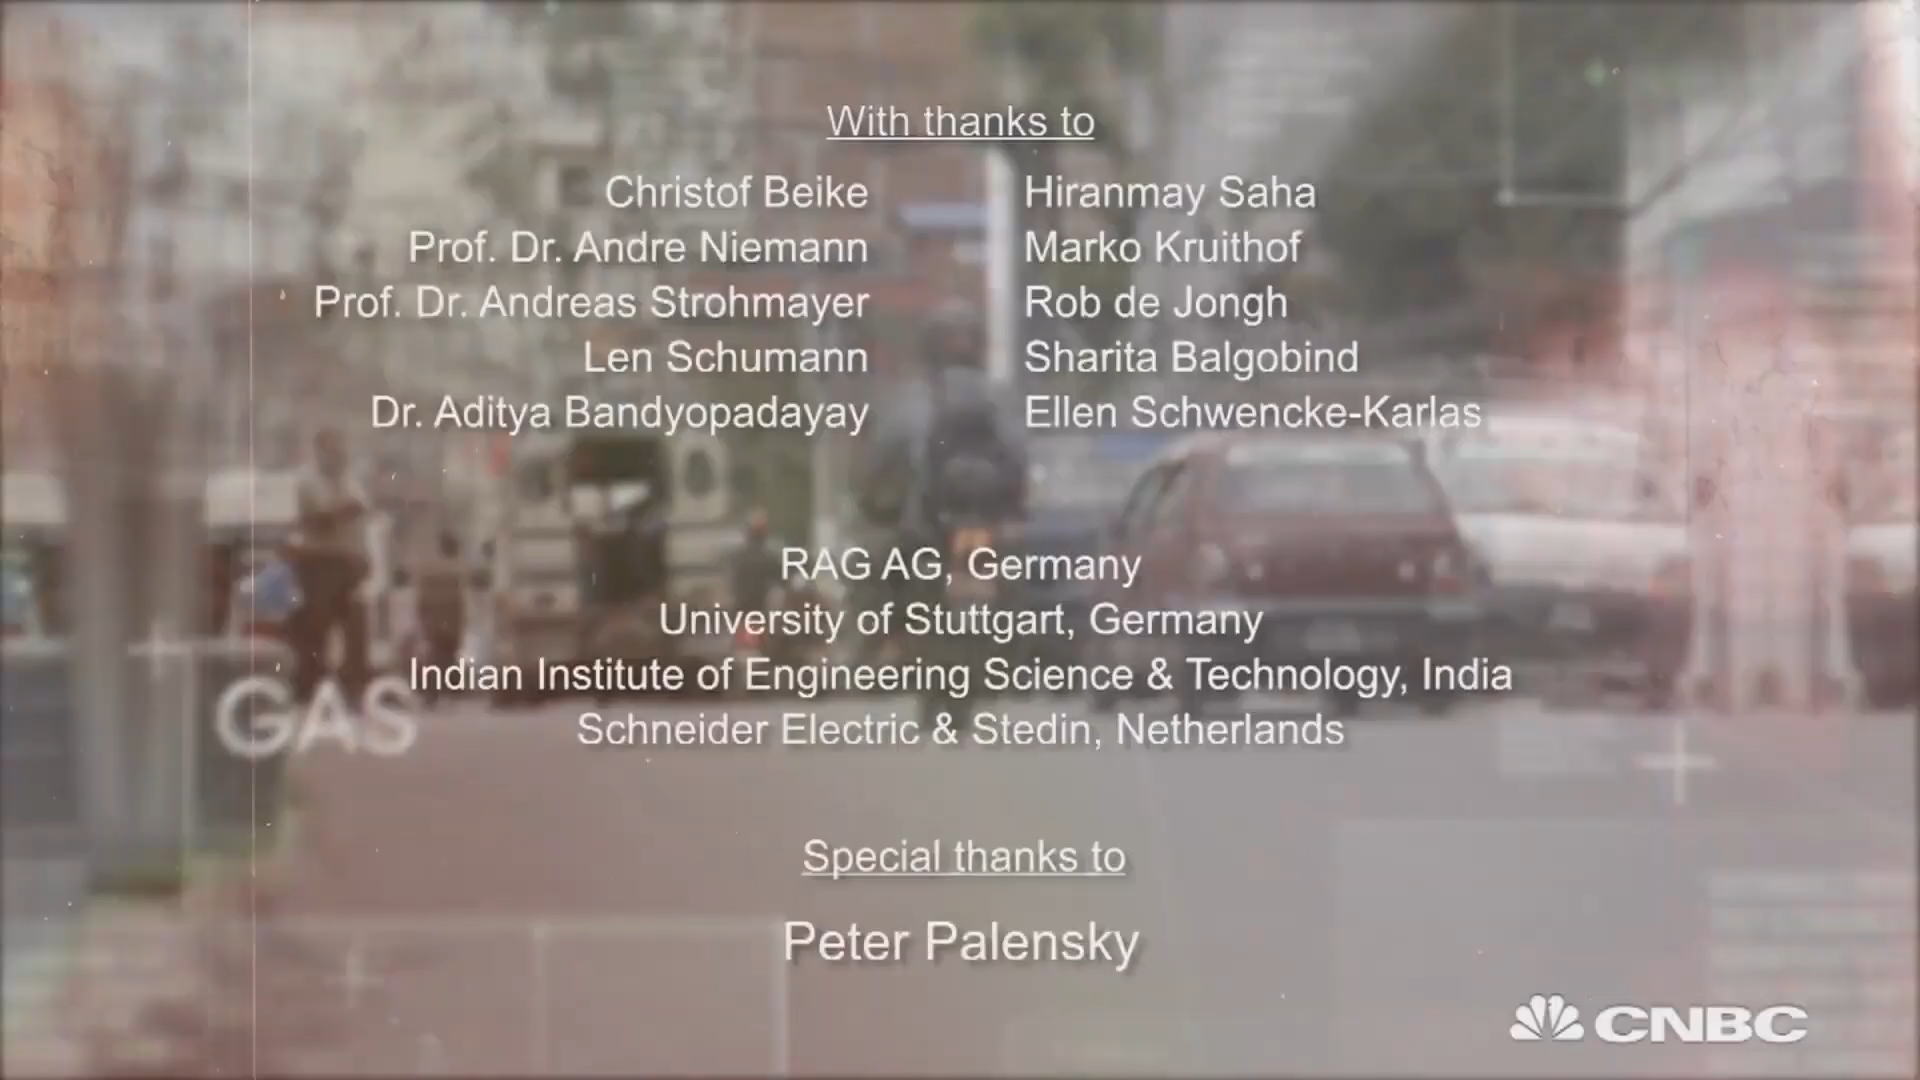 With thanks to
Christof Beike
Prof. Dr. Andre Niemann
Prof. Dr. Andreas Strohmayer
Len Schumann
Dr. Aditya Bandyopadayay
Hiranmay Saha
Marko Kruithof
Rob de Jongh
Sharita Balgobind
Ellen Schwencke-Karlas
RAG AG, Germany
University of Stuttgart, Germany
Indian Institute of Engineering Science & Technology, India
Schneider Electric & Stedin, Netherlands
GAS
Special thanks to
Peter Palensky
CNBC